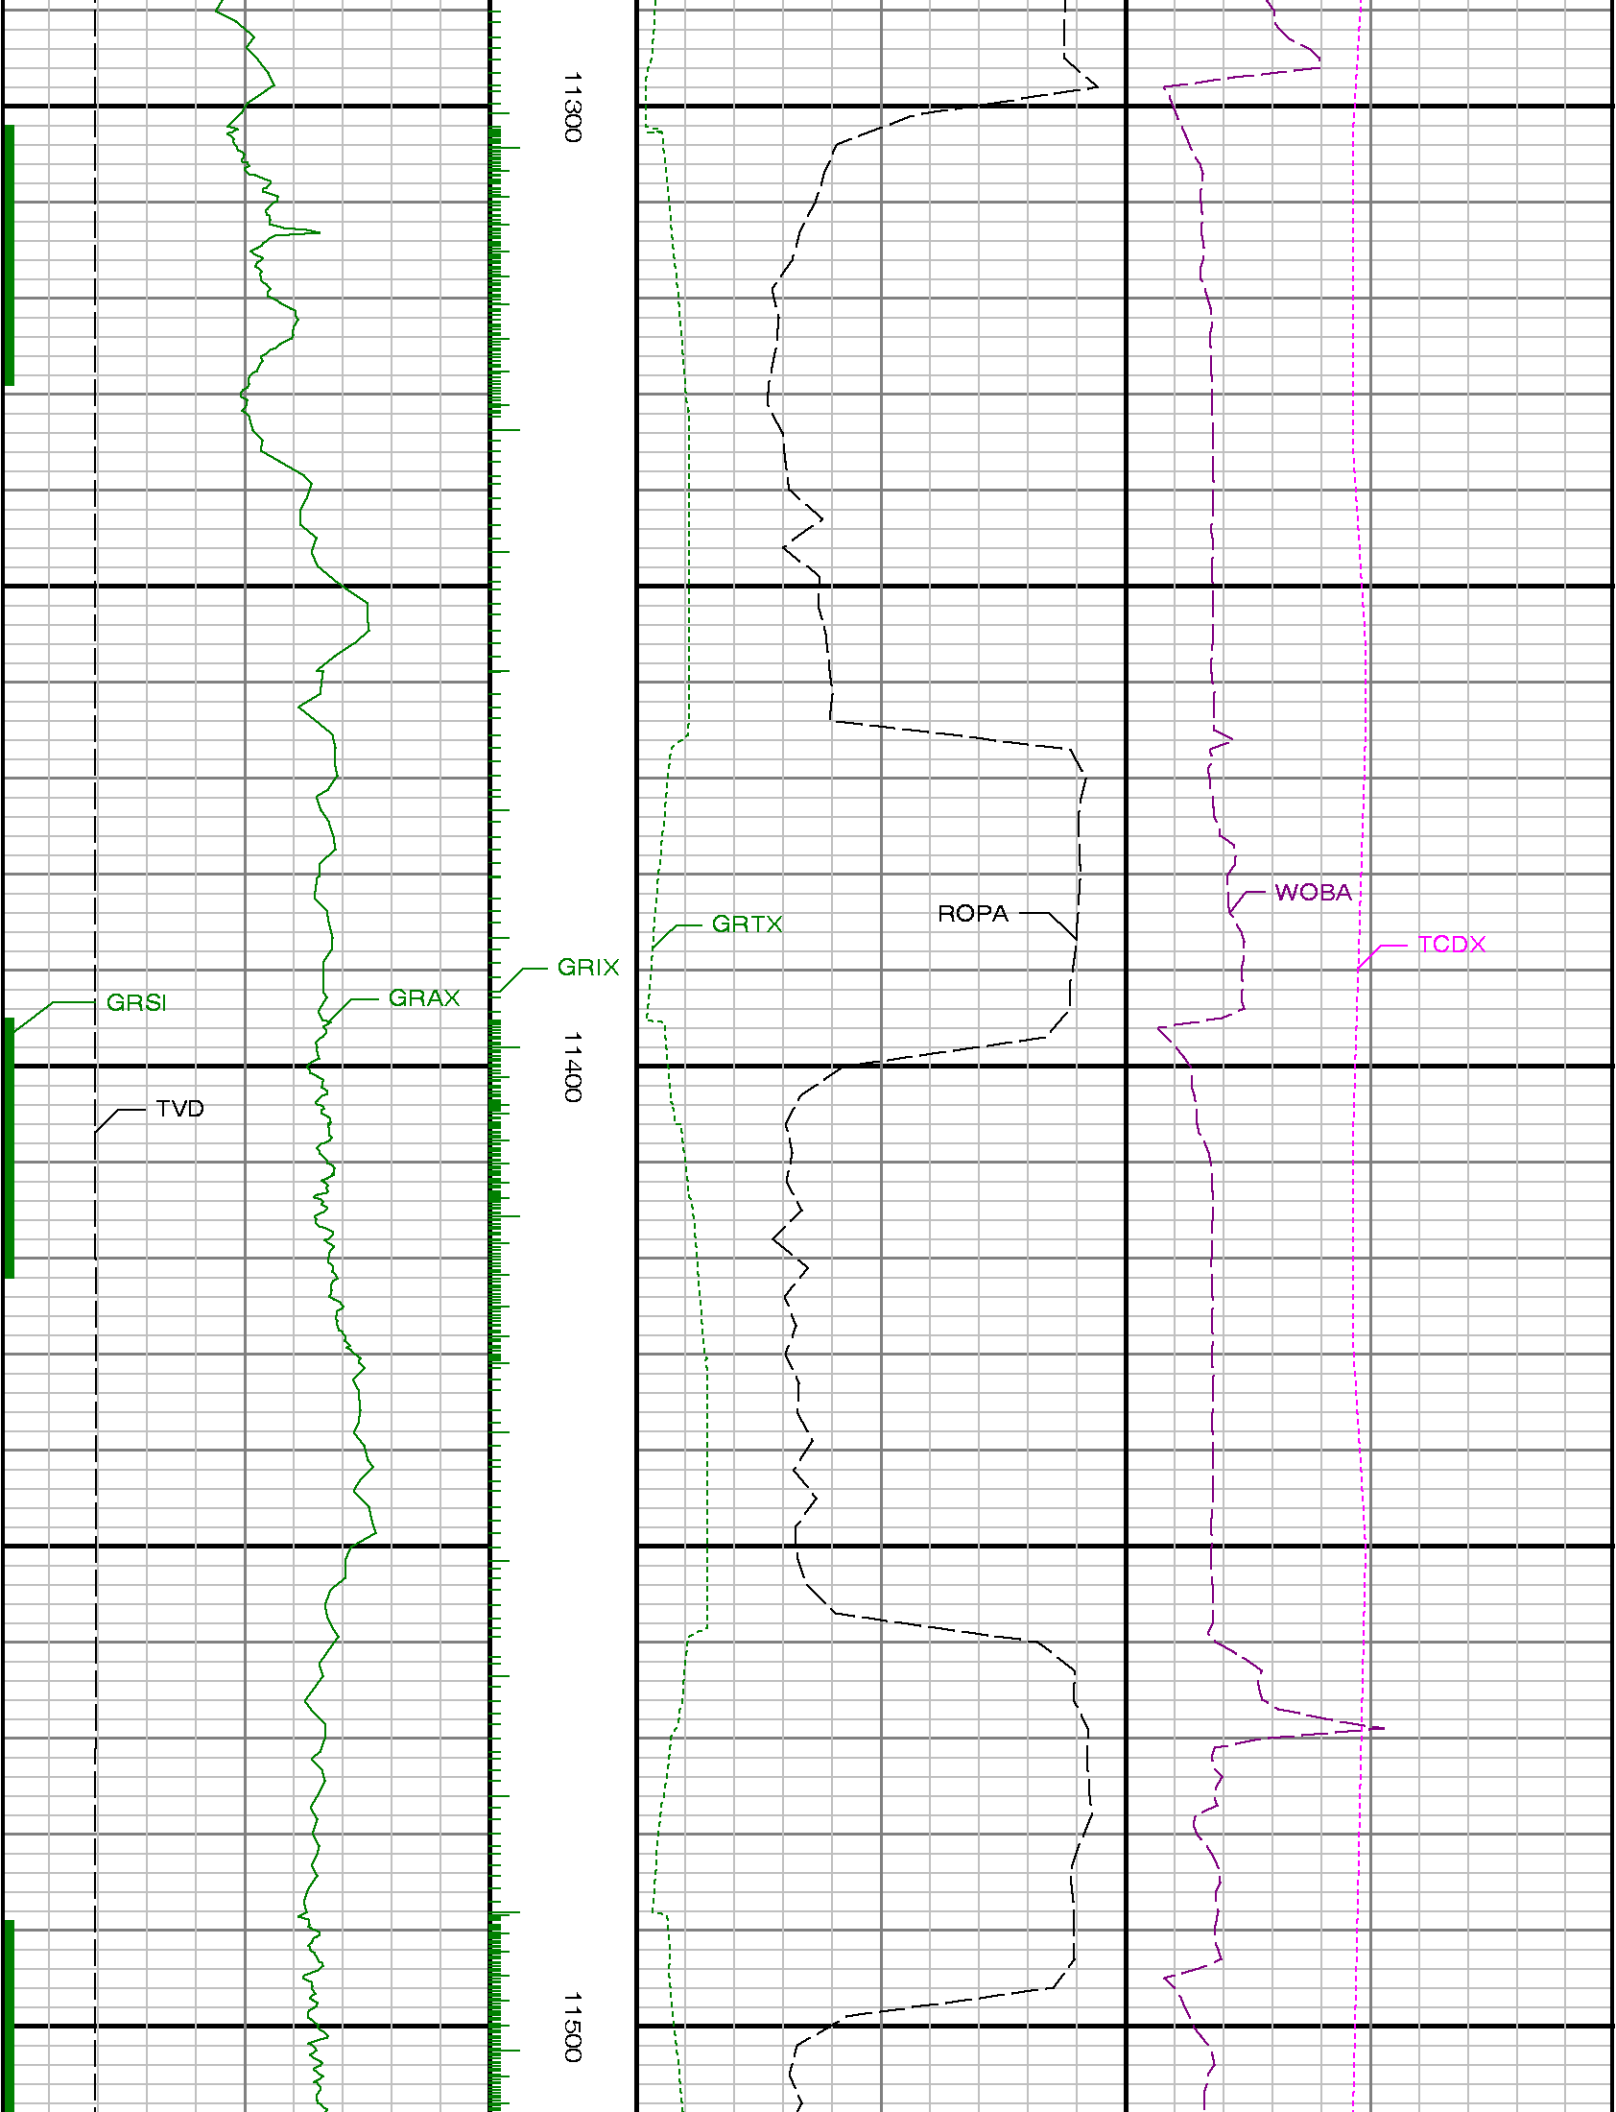 11300
WOBA
ROPA
GRTX
TCDX
GRIX
GRAX
GRSI
11400
TVD
11500